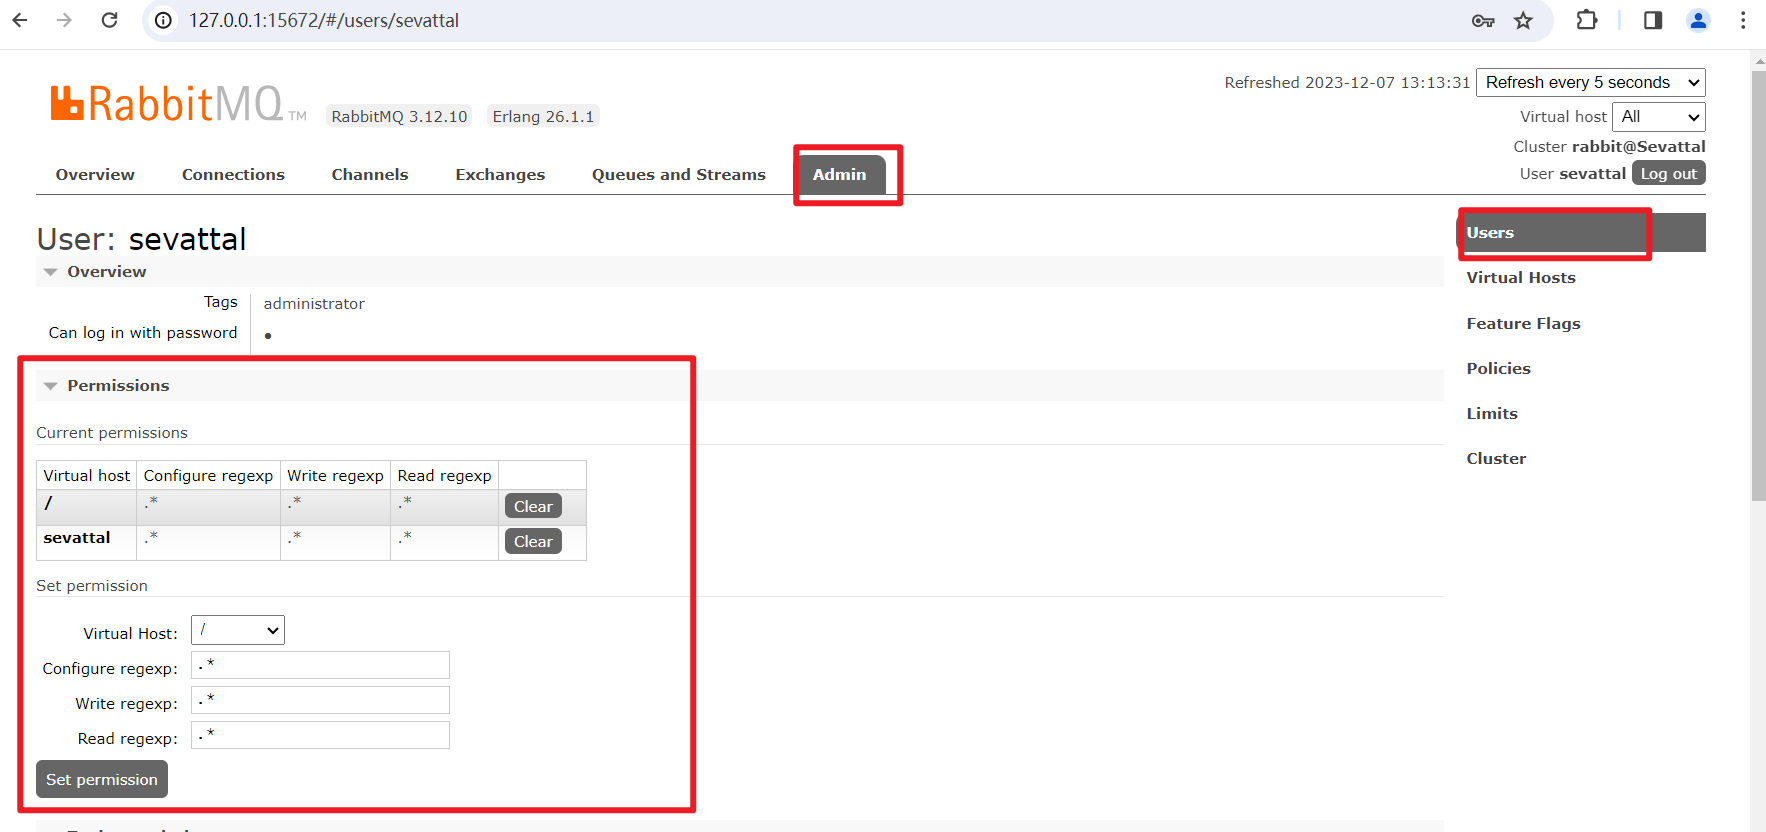 127.0.0.1:15672/#/users/sevattal
Refreshed 2023-12-07 13:13:31 Refresh every 5 seconds
RabbitMQ TM RabbitMQ 3.12.10 Erlang 26.1.1
Virtual host All
Cluster rabbit@Sevattal
User sevattal Log out
Overview Connections Channels Exchanges Queues and Streams Admin
User: sevattal
Overview
Tags administrator
Can log in with password ●
Permissions
Current permissions
Virtual host Configure regexp Write regexp Read regexp
/ .* .* .* Clear
sevattal .* .* .* Clear
Set permission
Virtual Host: /
Configure regexp: .*
Write regexp: .*
Read regexp: .*
Set permission
Users
Virtual Hosts
Feature Flags
Policies
Limits
Cluster